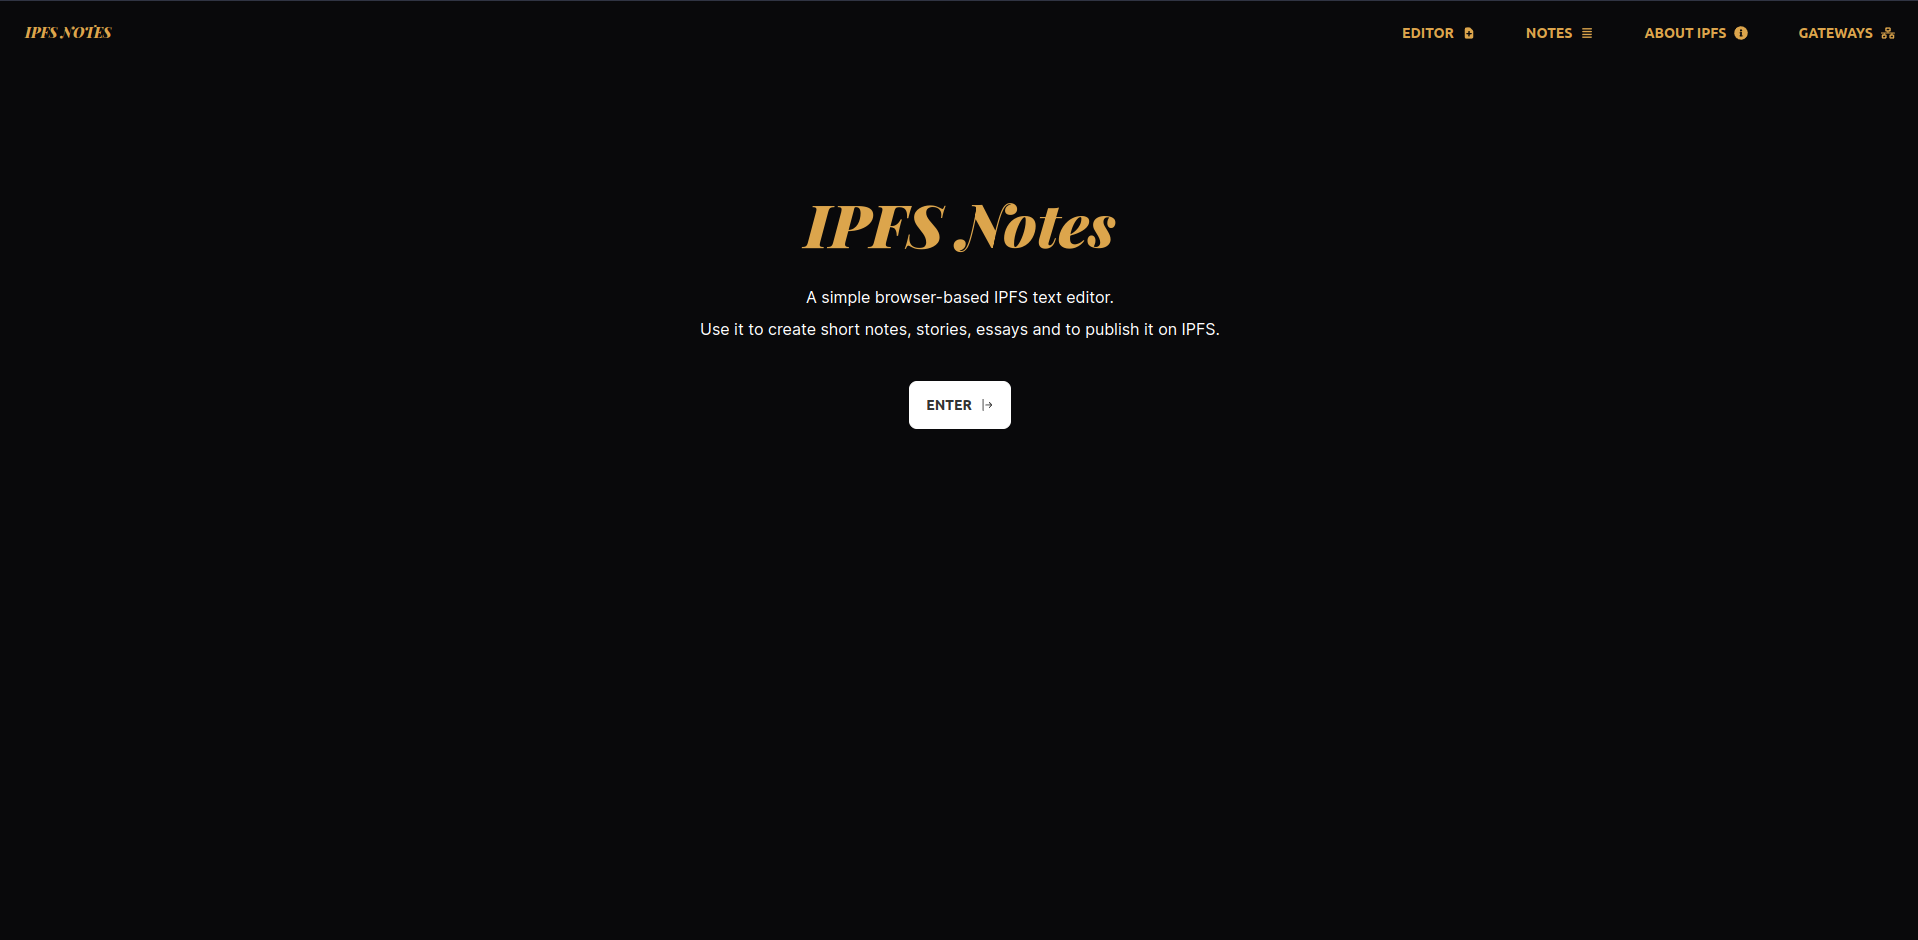 IPFS NOTES
EDITOR
NOTES
ABOUT IPFS
GATEWAYS
IPFS Notes
A simple browser-based IPFS text editor.
Use it to create short notes, stories, essays and to publish it on IPFS.
ENTER